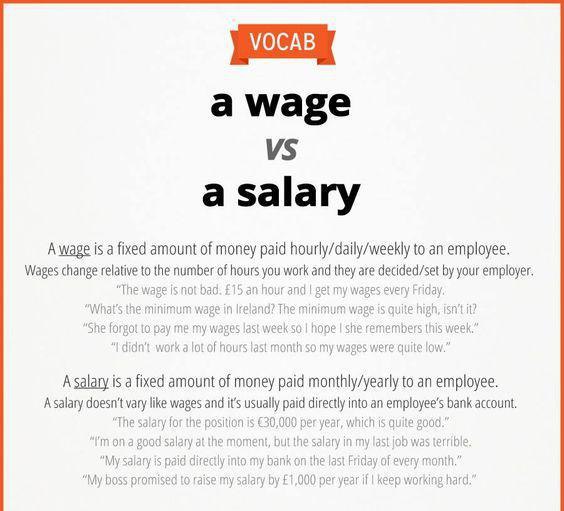 VOCAB
a wage
vs
a salary
A wage is a fixed amount of money paid hourly/daily/weekly to an employee.
Wages change relative to the number of hours you work and they are decided/set by your employer.
“The wage is not bad. £15 an hour and I get my wages every Friday.
“What's the minimum wage in Ireland? The minimum wage is quite high, isn't it?
“She forgot to pay me my wages last week so I hope I she remembers this week.”
“I didn't work a lot of hours last month so my wages were quite low.”
A salary is a fixed amount of money paid monthly/yearly to an employee.
A salary doesn't vary like wages and it's usually paid directly into an employee's bank account.
“The salary for the position is €30,000 per year, which is quite good.”
“I'm on a good salary at the moment, but the salary in my last job was terrible.
“My salary is paid directly into my bank on the last Friday of every month.”
“My boss promised to raise my salary by £1,000 per year if I keep working hard.”